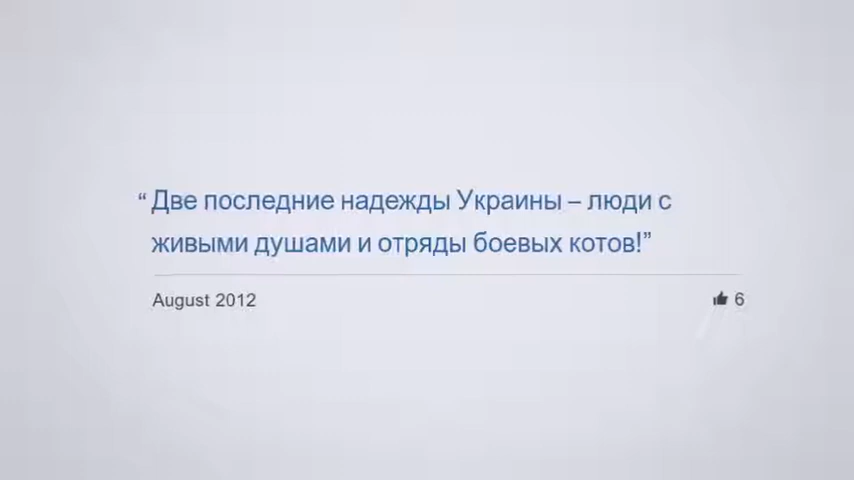 “ Две последние надежды Украины – люди с
живыми душами и отряды боевых котов!”
August 2012 6